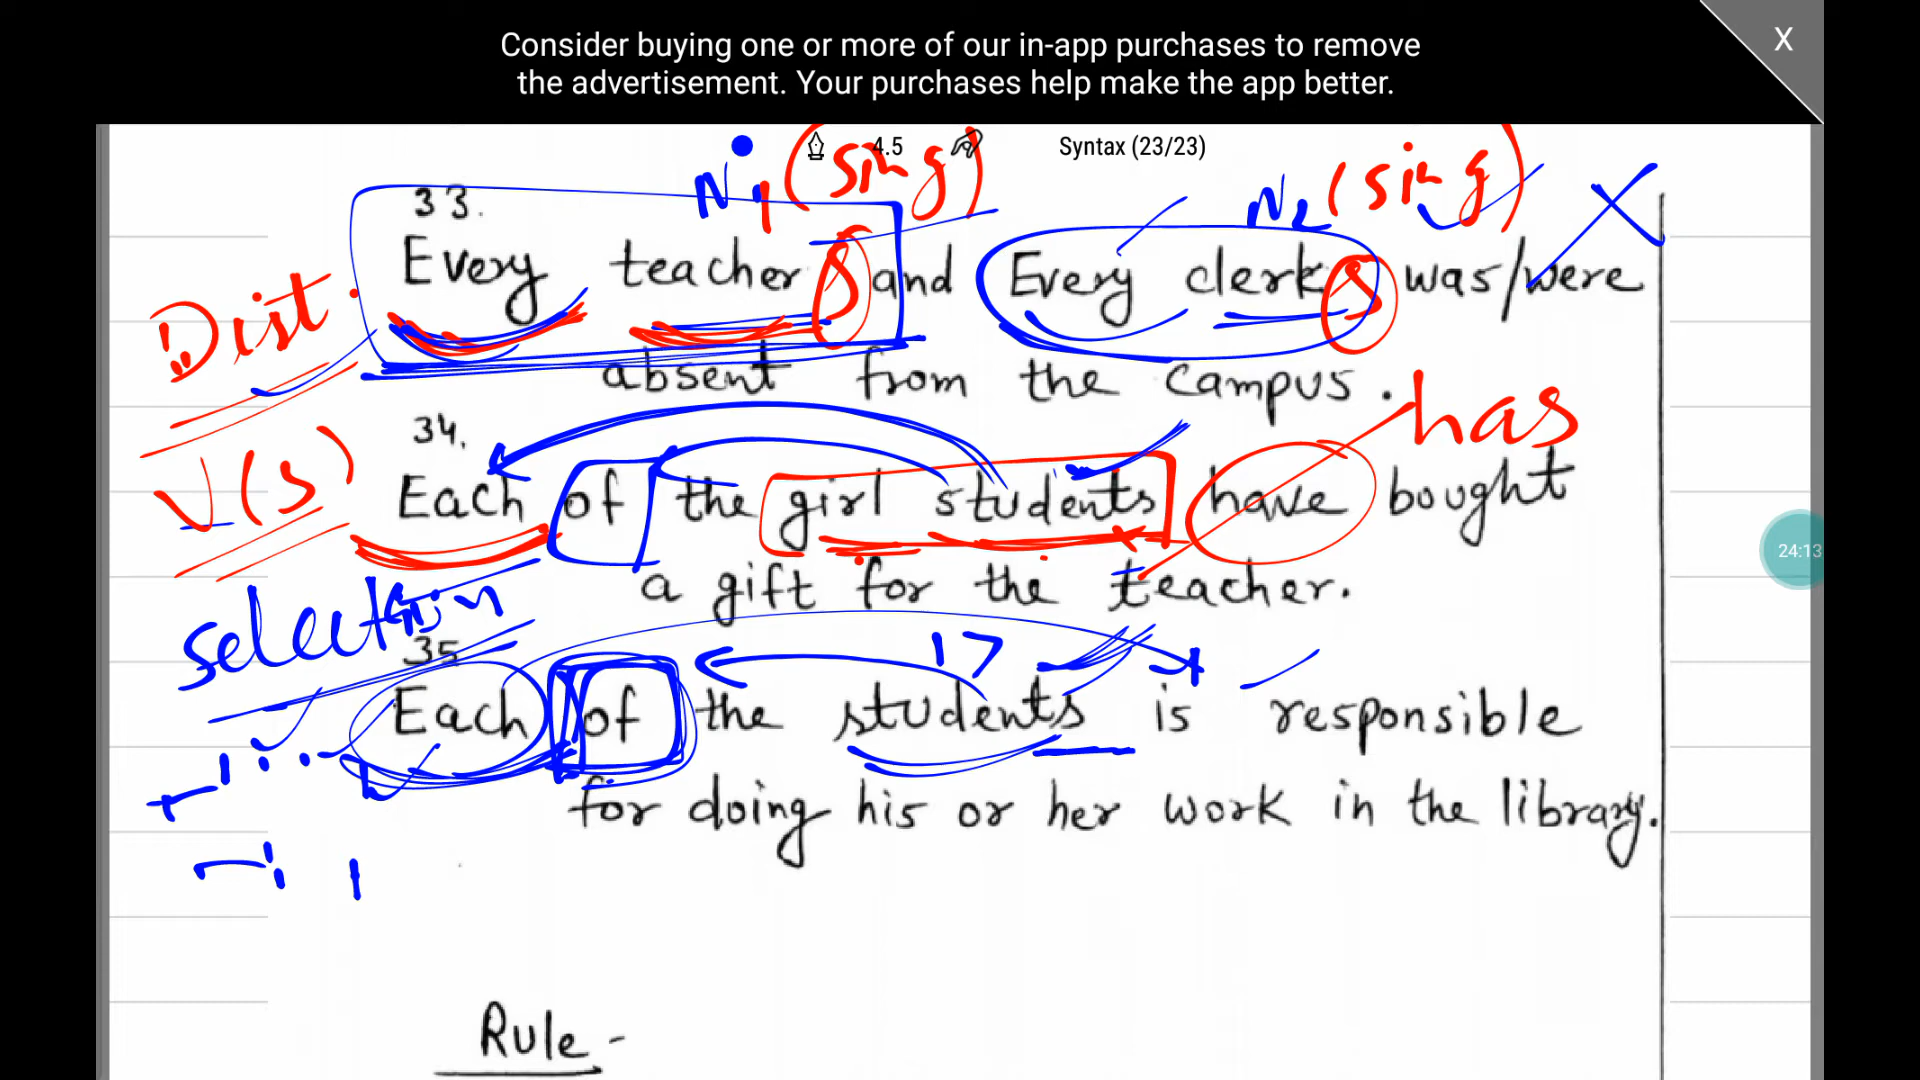 Consider buying one or more of our in-app purchases to remove
the advertisement. Your purchases help make the app better.
X
4.5 Syntax (23/23)
N1 (sing) N2 (sing)
33.
Every teacher s and Every clerk s was/were
Dist.
absent from the campus.
has
34.
V(s)
Each of the girl students have bought
a gift for the teacher.
24:13
selection
35
17
Each of the students is responsible
for doing his or her work in the library.
Rule -